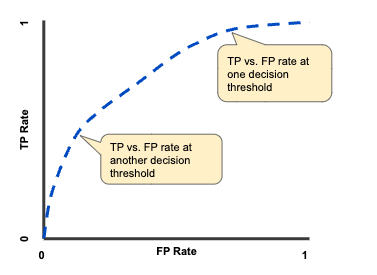 1
TP vs. FP rate at
one decision
threshold
TP Rate
TP vs. FP rate at
another decision
threshold
0
0
FP Rate
1